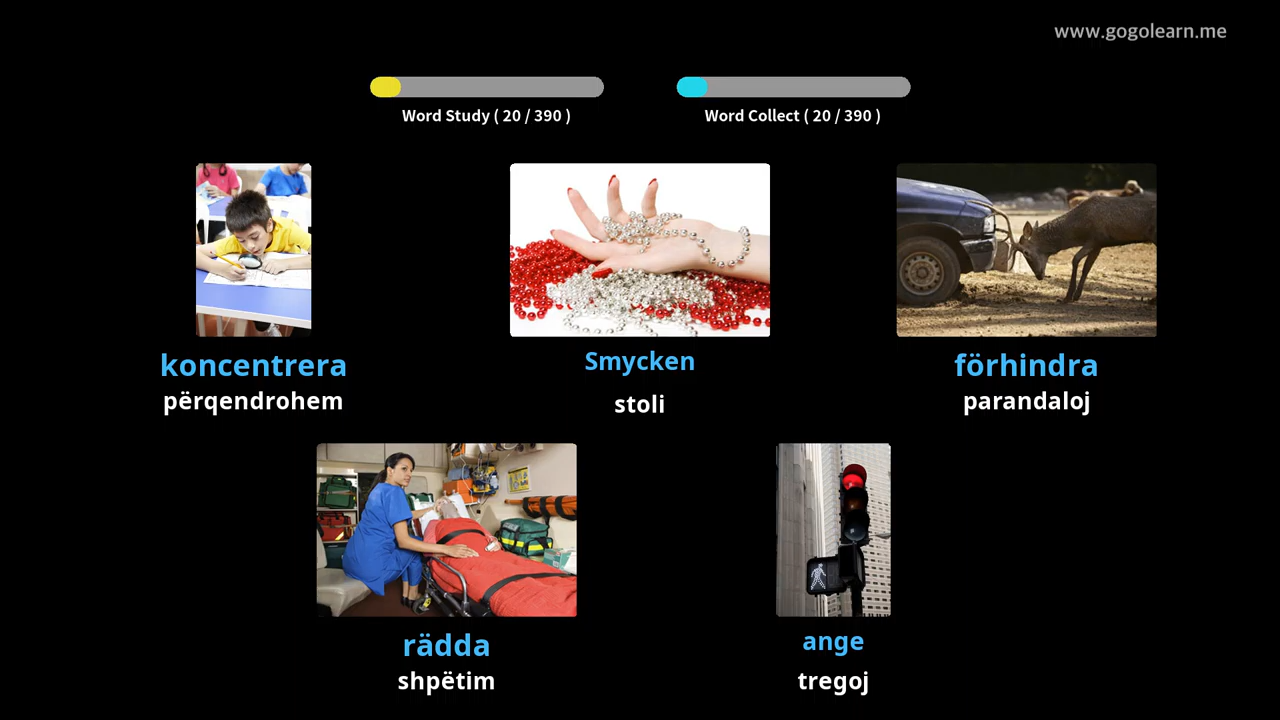 www.gogolearn.me
Word Study ( 20 / 390 )
Word Collect ( 20 / 390 )
koncentrera
përqendrohem
Smycken
stoli
förhindra
parandaloj
rädda
shpëtim
ange
tregoj